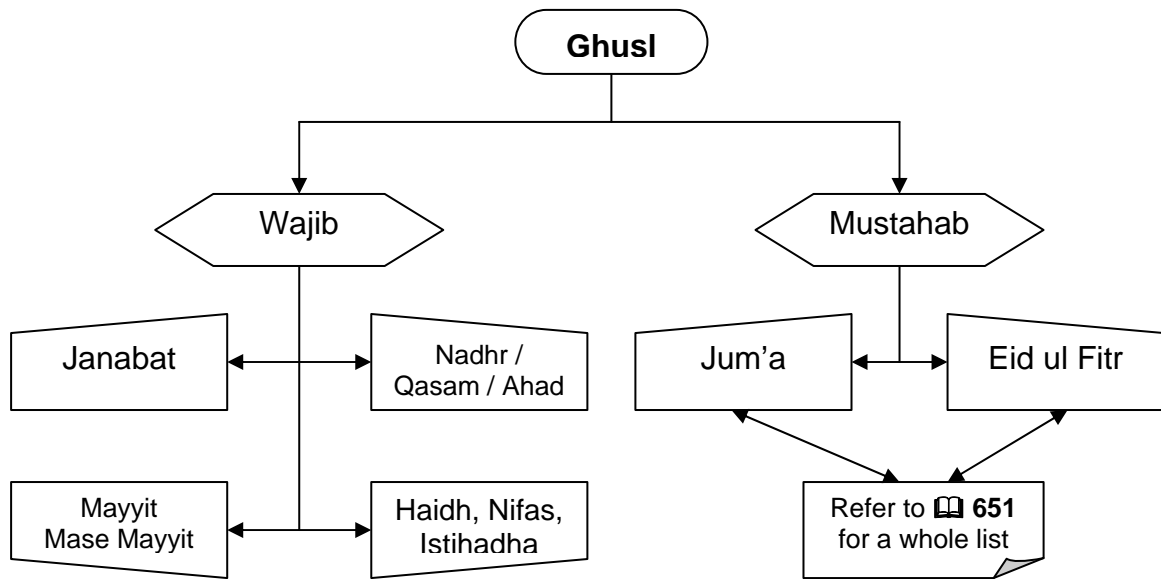 Ghusl
Wajib
Mustahab
Janabat
Nadhr /
Qasam / Ahad
Jum’a
Eid ul Fitr
Mayyit
Mase Mayyit
Haidh, Nifas,
Istihadha
Refer to 🕮 651
for a whole list